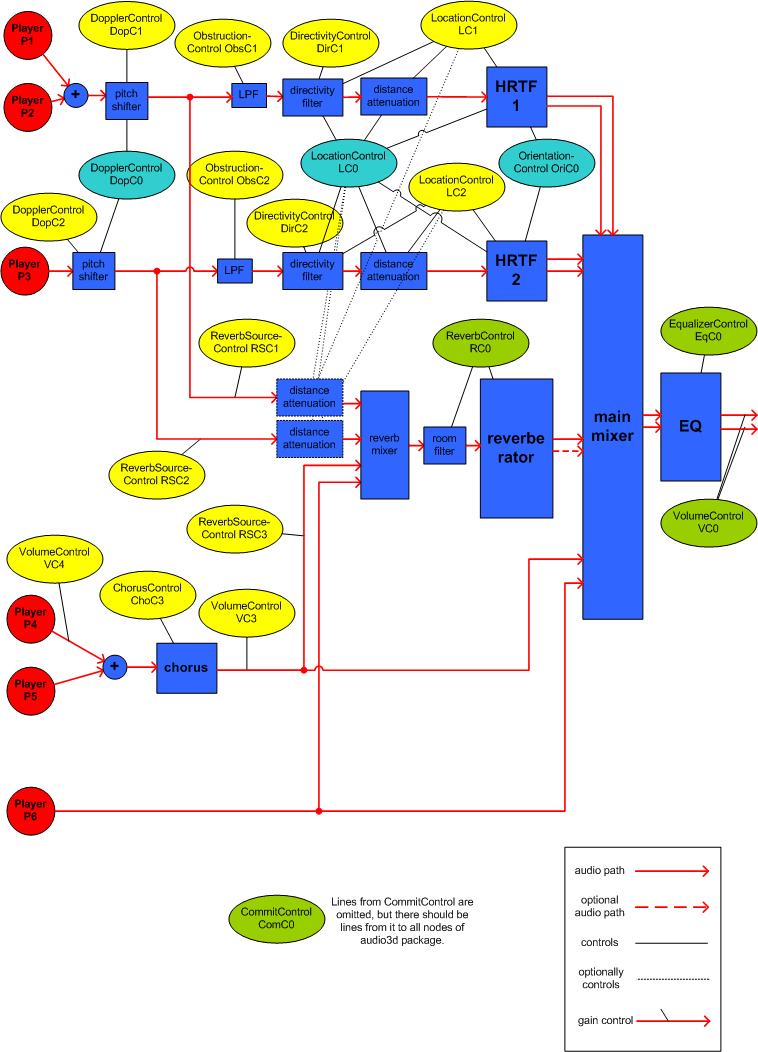 Player
P1
DopplerControl
DopC1
Obstruction-
Control ObsC1
DirectivityControl
DirC1
LocationControl
LC1
Player
P2
+
pitch
shifter
LPF
directivity
filter
distance
attenuation
HRTF
1
DopplerControl
DopC0
Obstruction-
Control ObsC2
LocationControl
LC0
LocationControl
LC2
Orientation-
Control OriC0
DopplerControl
DopC2
DirectivityControl
DirC2
Player
P3
pitch
shifter
LPF
directivity
filter
distance
attenuation
HRTF
2
ReverbSource-
Control RSC1
ReverbControl
RC0
EqualizerControl
EqC0
distance
attenuation
distance
attenuation
reverb
mixer
room
filter
reverbe
rator
main
mixer
EQ
ReverbSource-
Control RSC2
ReverbSource-
Control RSC3
VolumeControl
VC0
VolumeControl
VC4
ChorusControl
ChoC3
VolumeControl
VC3
Player
P4
+
chorus
Player
P5
Player
P6
CommitControl
ComC0
Lines from CommitControl are
omitted, but there should be
lines from it to all nodes of
audio3d package.
audio path
optional
audio path
controls
optionally
controls
gain control